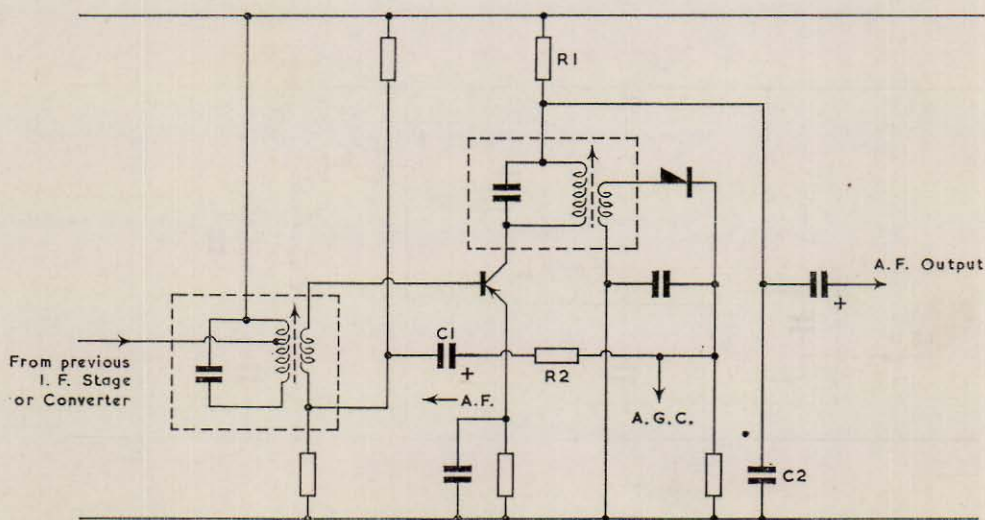 R1
A.F. Output
+
From previous
I.F. Stage
or Converter
C1
+
R2
A.F.
A.G.C.
C2